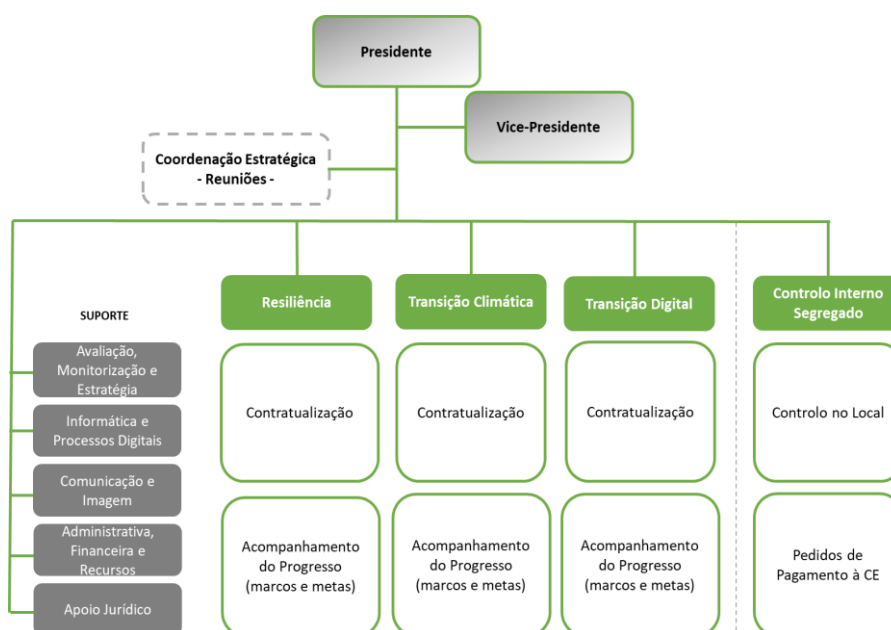 Presidente
Vice-Presidente
Coordenação Estratégica
- Reuniões -
SUPORTE
Avaliação,
Monitorização e
Estratégia
Informática e
Processos Digitais
Comunicação e
Imagem
Administrativa,
Financeira e
Recursos
Apoio Jurídico
Resiliência
Contratualização
Acompanhamento
do Progresso
(marcos e metas)
Transição Climática
Contratualização
Acompanhamento
do Progresso
(marcos e metas)
Transição Digital
Contratualização
Acompanhamento
do Progresso
(marcos e metas)
Controlo Interno
Segregado
Controlo no Local
Pedidos de
Pagamento à CE